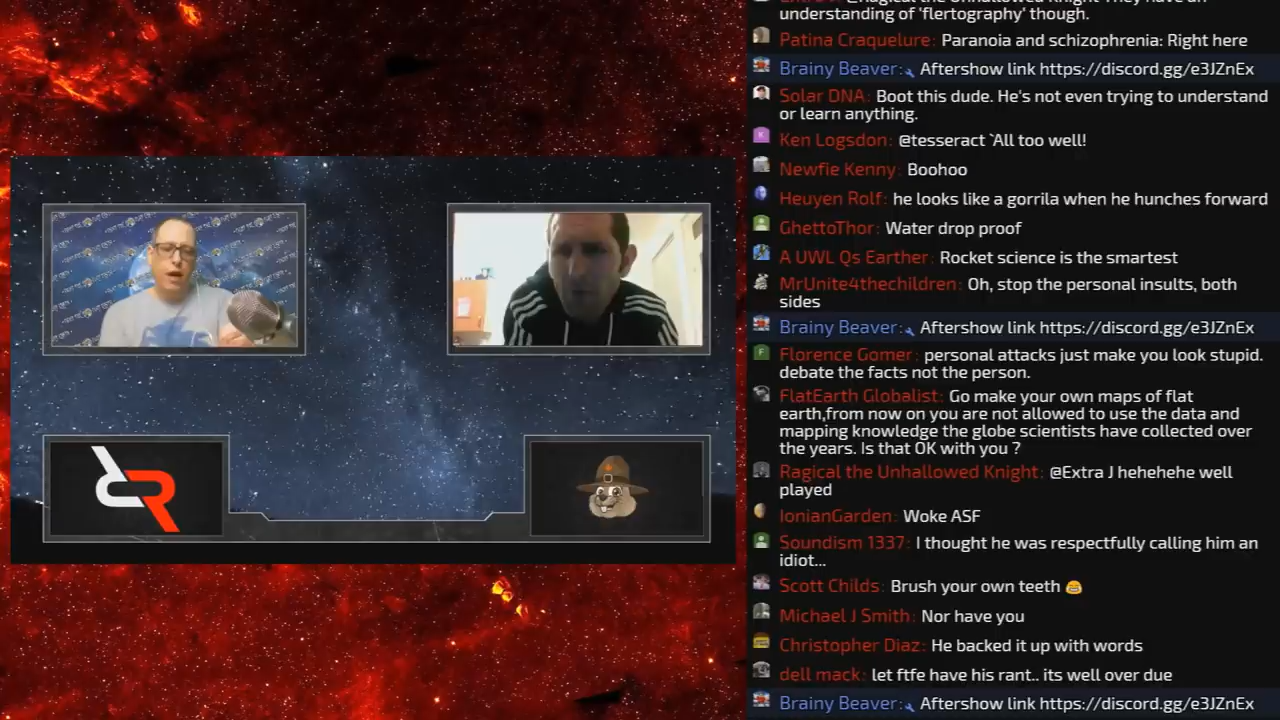 understanding of 'flertography' though.
Patina Craquelure: Paranoia and schizophrenia: Right here
Brainy Beaver: Aftershow link https://discord.gg/e3JZnEx
Solar DNA: Boot this dude. He's not even trying to understand
or learn anything.
Ken Logsdon: @tesseract `All too well!
Newfie Kenny: Boohoo
Heuyen Rolf: he looks like a gorrila when he hunches forward
GhettoThor: Water drop proof
A UWL Qs Earther: Rocket science is the smartest
MrUnite4thechildren: Oh, stop the personal insults, both
sides
Brainy Beaver: Aftershow link https://discord.gg/e3JZnEx
Florence Gomer: personal attacks just make you look stupid.
debate the facts not the person.
FlatEarth Globalist: Go make your own maps of flat
earth,from now on you are not allowed to use the data and
mapping knowledge the globe scientists have collected over
the years. Is that OK with you ?
Ragical the Unhallowed Knight: @Extra J hehehehe well
played
IonianGarden: Woke ASF
Soundism 1337: I thought he was respectfully calling him an
idiot...
Scott Childs: Brush your own teeth 😄
Michael J Smith: Nor have you
Christopher Diaz: He backed it up with words
dell mack: let ftfe have his rant.. its well over due
Brainy Beaver: Aftershow link https://discord.gg/e3JZnEx